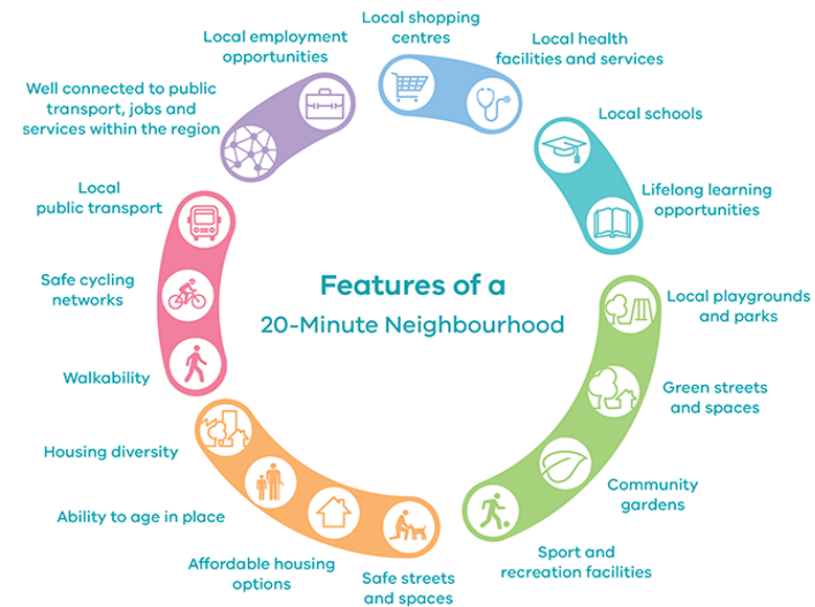 Features of a
20-Minute Neighbourhood
Local shopping
centres
Local health
facilities and services
Local schools
Lifelong learning
opportunities
Local playgrounds
and parks
Green streets
and spaces
Community
gardens
Sport and
recreation facilities
Safe streets
and spaces
Affordable housing
options
Ability to age in place
Housing diversity
Walkability
Safe cycling
networks
Local
public transport
Well connected to public
transport, jobs and
services within the region
Local employment
opportunities